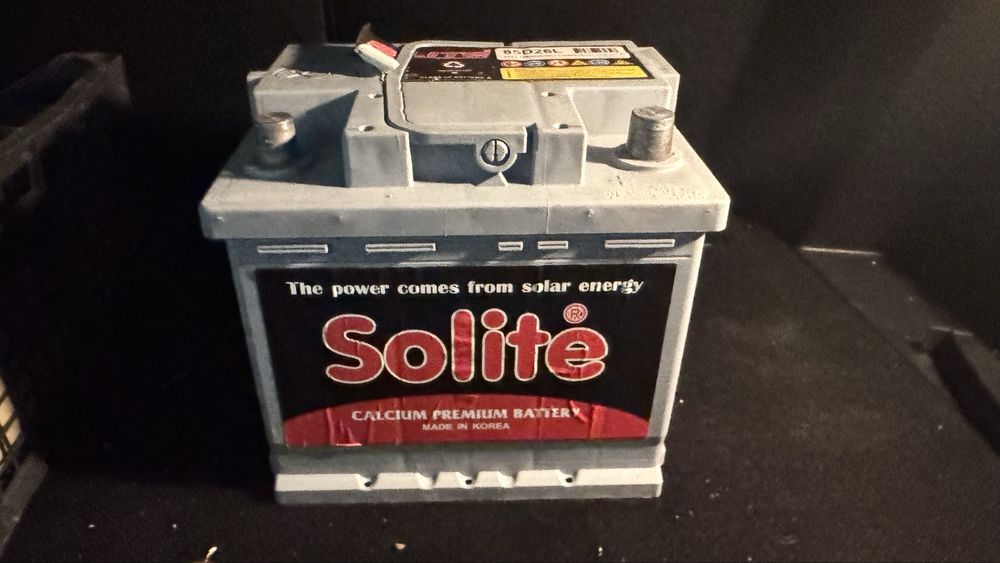 85D26L
The power comes from solar energy
Solite®
CALCIUM PREMIUM BATTERY
MADE IN KOREA